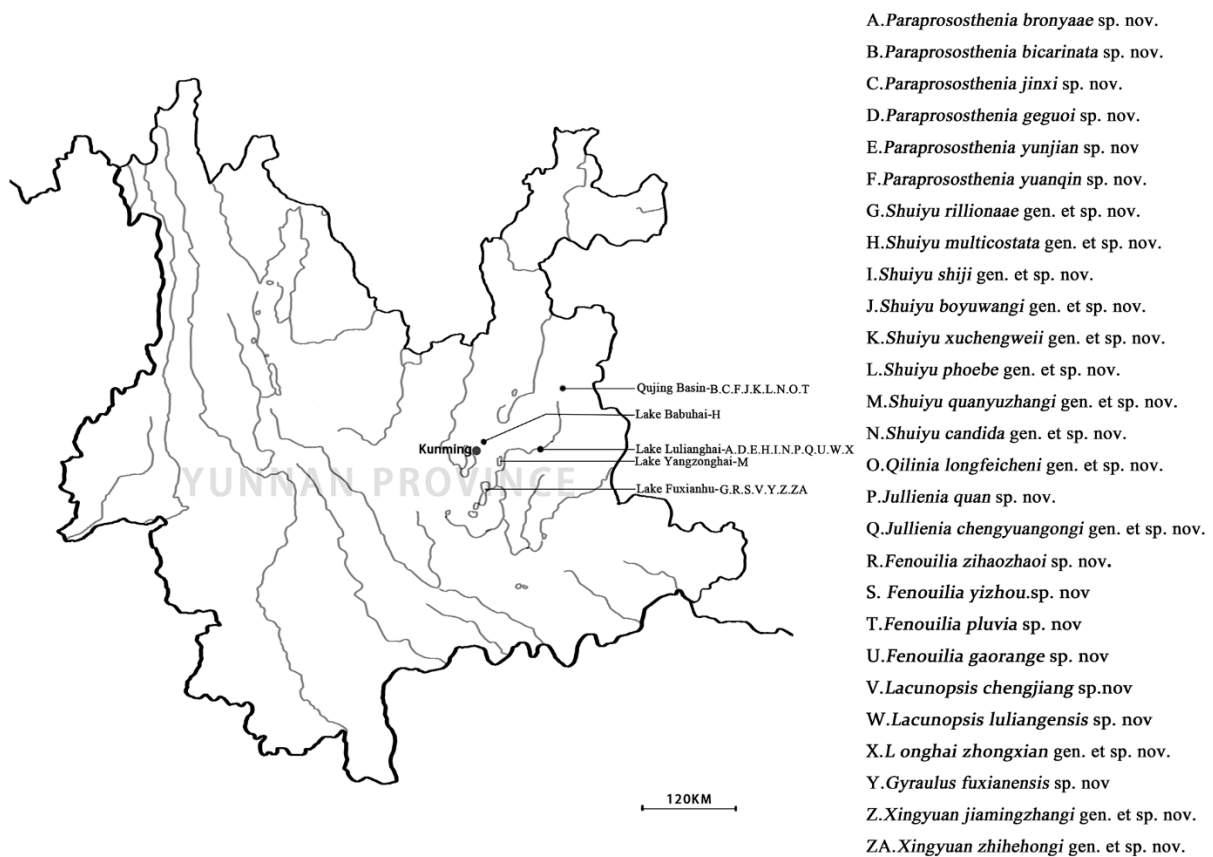 Qujing Basin-B.C.F.J.K.L.N.O.T
Lake Babuhai-H
Kunming
Lake Lulianghai-A.D.E.H.I.N.P.Q.U.W.X
Lake Yangzonghai-M
YUNNAN PROVINCE
Lake Fuxianhu-G.R.S.V.Y.Z.ZA
120KM
A.Paraprososthenia bronyaae sp. nov.
B.Paraprososthenia bicarinata sp. nov.
C.Paraprososthenia jinxi sp. nov.
D.Paraprososthenia geguoi sp. nov.
E.Paraprososthenia yunjian sp. nov
F.Paraprososthenia yuanqin sp. nov.
G.Shuiyu rillionaae gen. et sp. nov.
H.Shuiyu multicostata gen. et sp. nov.
I.Shuiyu shiji gen. et sp. nov.
J.Shuiyu boyuwangi gen. et sp. nov.
K.Shuiyu xuchengweii gen. et sp. nov.
L.Shuiyu phoebe gen. et sp. nov.
M.Shuiyu quanyuzhangi gen. et sp. nov.
N.Shuiyu candida gen. et sp. nov.
O.Qilinia longfeicheni gen. et sp. nov.
P.Jullienia quan sp. nov.
Q.Jullienia chengyuangongi gen. et sp. nov.
R.Fenouilia zihaozhaoi sp. nov.
S. Fenouilia yizhou.sp. nov
T.Fenouilia pluvia sp. nov
U.Fenouilia gaorange sp. nov
V.Lacunopsis chengjiang sp.nov
W.Lacunopsis luliangensis sp. nov
X.L onghai zhongxian gen. et sp. nov.
Y.Gyraulus fuxianensis sp. nov
Z.Xingyuan jiamingzhangi gen. et sp. nov.
ZA.Xingyuan zhihehongi gen. et sp. nov.